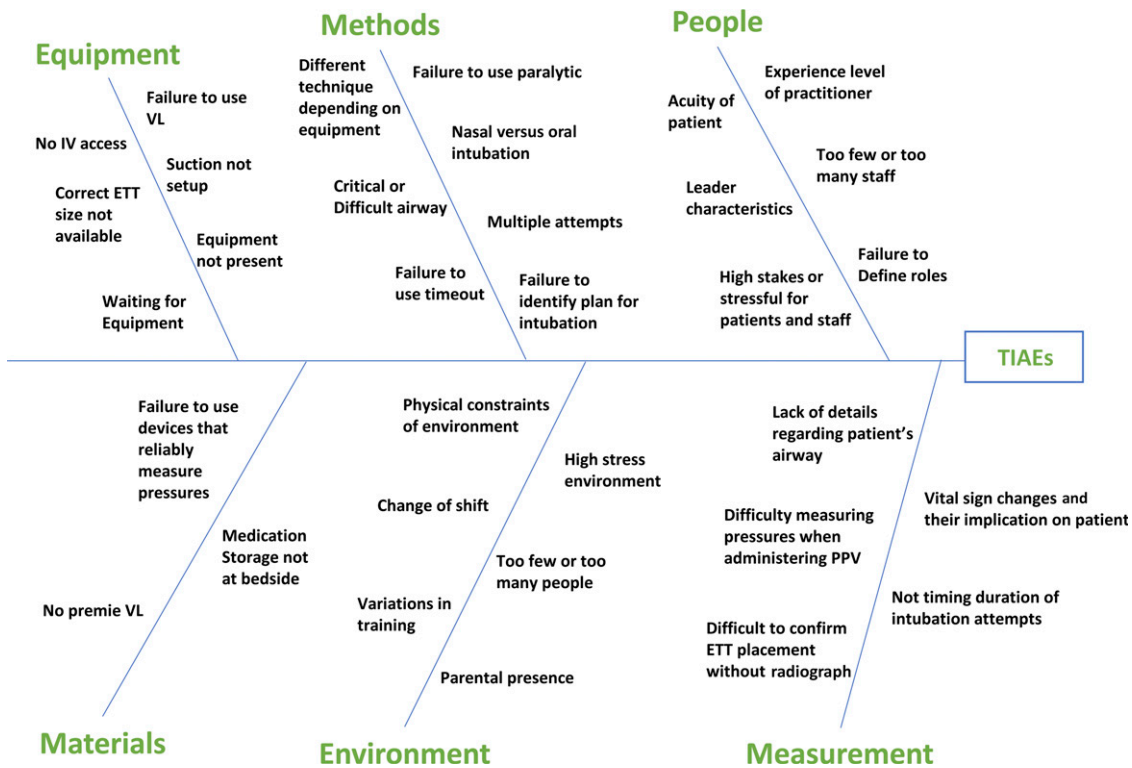 Equipment
Failure to use
VL
No IV access
Suction not
setup
Correct ETT
size not
available
Equipment
not present
Waiting for
Equipment
Methods
Different
technique
depending on
equipment
Failure to use paralytic
Nasal versus oral
intubation
Critical or
Difficult airway
Multiple attempts
Failure to
use timeout
Failure to
identify plan for
intubation
People
Experience level
of practitioner
Acuity of
patient
Too few or too
many staff
Leader
characteristics
Failure to
Define roles
High stakes or
stressful for
patients and staff
TIAEs
Failure to use
devices that
reliably
measure
pressures
Medication
Storage not
at bedside
No premie VL
Materials
Physical constraints
of environment
High stress
environment
Change of shift
Too few or too
many people
Variations in
training
Parental presence
Environment
Lack of details
regarding patient’s
airway
Vital sign changes and
their implication on patient
Difficulty measuring
pressures when
administering PPV
Not timing duration of
intubation attempts
Difficult to confirm
ETT placement
without radiograph
Measurement